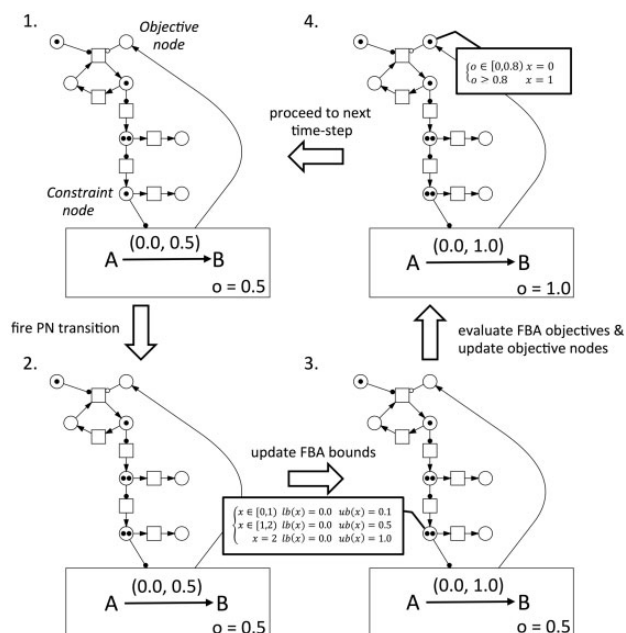 1.
Objective
node
Constraint
node
(0.0, 0.5)
A B
o = 0.5
4.
o ∈ [0,0.8) x = 0
o > 0.8 x = 1
(0.0, 1.0)
A B
o = 1.0
proceed to next
time-step
fire PN transition
evaluate FBA objectives &
update objective nodes
2.
(0.0, 0.5)
A B
o = 0.5
update FBA bounds
x ∈ [0,1) lb(x) = 0.0 ub(x) = 0.1
x ∈ [1,2) lb(x) = 0.0 ub(x) = 0.5
x = 2 lb(x) = 0.0 ub(x) = 1.0
3.
(0.0, 1.0)
A B
o = 0.5